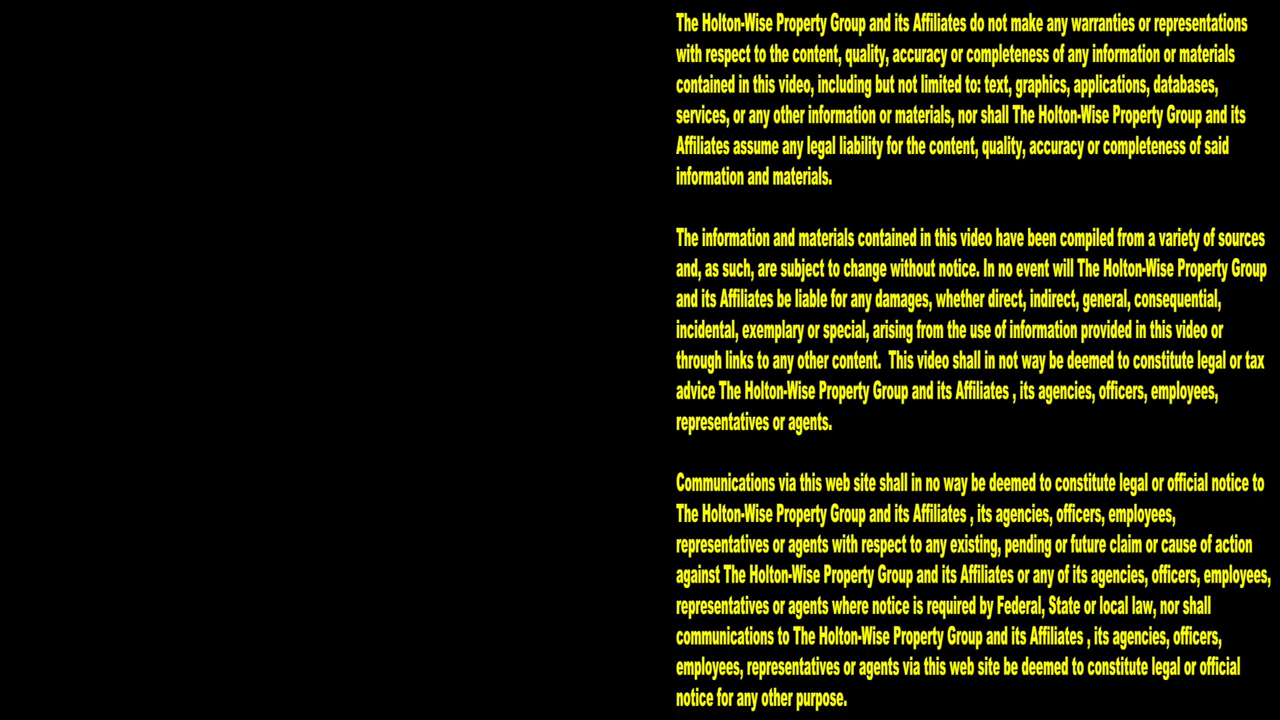 The Holton-Wise Property Group and its Affiliates do not make any warranties or representations
with respect to the content, quality, accuracy or completeness of any information or materials
contained in this video, including but not limited to: text, graphics, applications, databases,
services, or any other information or materials, nor shall The Holton-Wise Property Group and its
Affiliates assume any legal liability for the content, quality, accuracy or completeness of said
information and materials.
The information and materials contained in this video have been compiled from a variety of sources
and, as such, are subject to change without notice. In no event will The Holton-Wise Property Group
and its Affiliates be liable for any damages, whether direct, indirect, general, consequential,
incidental, exemplary or special, arising from the use of information provided in this video or
through links to any other content.  This video shall in not way be deemed to constitute legal or tax
advice The Holton-Wise Property Group and its Affiliates , its agencies, officers, employees,
representatives or agents.
Communications via this web site shall in no way be deemed to constitute legal or official notice to
The Holton-Wise Property Group and its Affiliates , its agencies, officers, employees,
representatives or agents with respect to any existing, pending or future claim or cause of action
against The Holton-Wise Property Group and its Affiliates or any of its agencies, officers, employees,
representatives or agents where notice is required by Federal, State or local law, nor shall
communications to The Holton-Wise Property Group and its Affiliates , its agencies, officers,
employees, representatives or agents via this web site be deemed to constitute legal or official
notice for any other purpose.